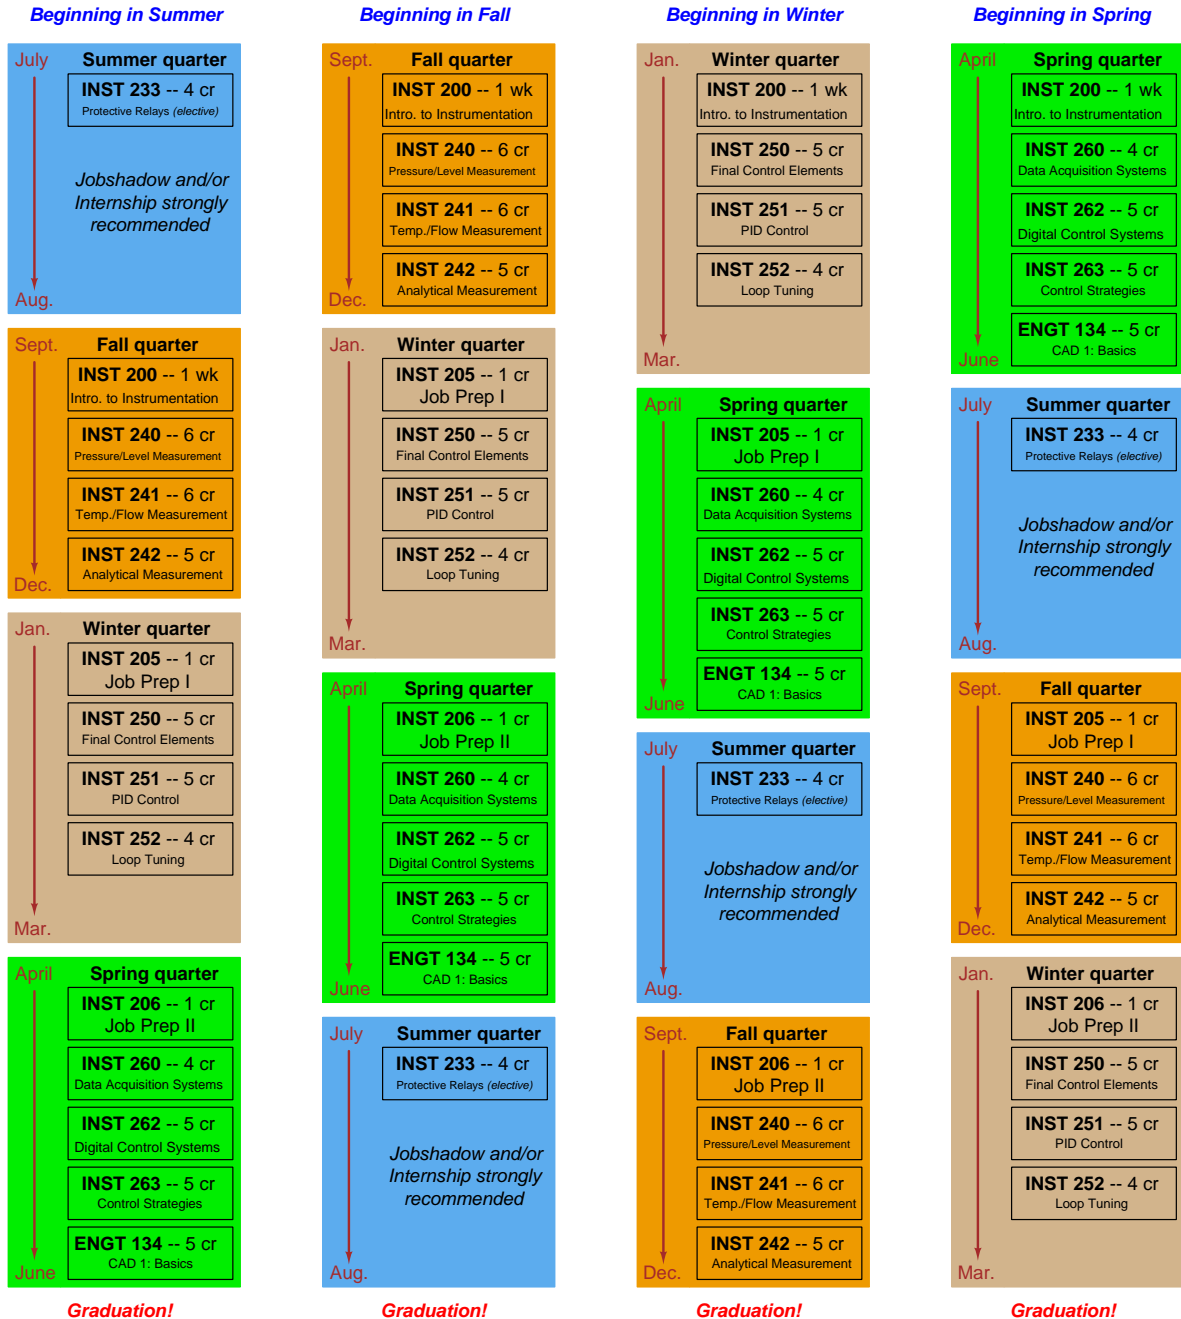 Beginning in Summer
July
Summer quarter
INST 233 -- 4 cr
Protective Relays (elective)
Jobshadow and/or
Internship strongly
recommended
Aug.
Sept.
Fall quarter
INST 200 -- 1 wk
Intro. to Instrumentation
INST 240 -- 6 cr
Pressure/Level Measurement
INST 241 -- 6 cr
Temp./Flow Measurement
INST 242 -- 5 cr
Analytical Measurement
Dec.
Jan.
Winter quarter
INST 205 -- 1 cr
Job Prep I
INST 250 -- 5 cr
Final Control Elements
INST 251 -- 5 cr
PID Control
INST 252 -- 4 cr
Loop Tuning
Mar.
April
Spring quarter
INST 206 -- 1 cr
Job Prep II
INST 260 -- 4 cr
Data Acquisition Systems
INST 262 -- 5 cr
Digital Control Systems
INST 263 -- 5 cr
Control Strategies
ENGT 134 -- 5 cr
CAD 1: Basics
June
Graduation!
Beginning in Fall
Sept.
Fall quarter
INST 200 -- 1 wk
Intro. to Instrumentation
INST 240 -- 6 cr
Pressure/Level Measurement
INST 241 -- 6 cr
Temp./Flow Measurement
INST 242 -- 5 cr
Analytical Measurement
Dec.
Jan.
Winter quarter
INST 205 -- 1 cr
Job Prep I
INST 250 -- 5 cr
Final Control Elements
INST 251 -- 5 cr
PID Control
INST 252 -- 4 cr
Loop Tuning
Mar.
April
Spring quarter
INST 206 -- 1 cr
Job Prep II
INST 260 -- 4 cr
Data Acquisition Systems
INST 262 -- 5 cr
Digital Control Systems
INST 263 -- 5 cr
Control Strategies
ENGT 134 -- 5 cr
CAD 1: Basics
June
July
Summer quarter
INST 233 -- 4 cr
Protective Relays (elective)
Jobshadow and/or
Internship strongly
recommended
Aug.
Graduation!
Beginning in Winter
Jan.
Winter quarter
INST 200 -- 1 wk
Intro. to Instrumentation
INST 250 -- 5 cr
Final Control Elements
INST 251 -- 5 cr
PID Control
INST 252 -- 4 cr
Loop Tuning
Mar.
April
Spring quarter
INST 205 -- 1 cr
Job Prep I
INST 260 -- 4 cr
Data Acquisition Systems
INST 262 -- 5 cr
Digital Control Systems
INST 263 -- 5 cr
Control Strategies
ENGT 134 -- 5 cr
CAD 1: Basics
June
July
Summer quarter
INST 233 -- 4 cr
Protective Relays (elective)
Jobshadow and/or
Internship strongly
recommended
Aug.
Sept.
Fall quarter
INST 206 -- 1 cr
Job Prep II
INST 240 -- 6 cr
Pressure/Level Measurement
INST 241 -- 6 cr
Temp./Flow Measurement
INST 242 -- 5 cr
Analytical Measurement
Dec.
Graduation!
Beginning in Spring
April
Spring quarter
INST 200 -- 1 wk
Intro. to Instrumentation
INST 260 -- 4 cr
Data Acquisition Systems
INST 262 -- 5 cr
Digital Control Systems
INST 263 -- 5 cr
Control Strategies
ENGT 134 -- 5 cr
CAD 1: Basics
June
July
Summer quarter
INST 233 -- 4 cr
Protective Relays (elective)
Jobshadow and/or
Internship strongly
recommended
Aug.
Sept.
Fall quarter
INST 205 -- 1 cr
Job Prep I
INST 240 -- 6 cr
Pressure/Level Measurement
INST 241 -- 6 cr
Temp./Flow Measurement
INST 242 -- 5 cr
Analytical Measurement
Dec.
Jan.
Winter quarter
INST 206 -- 1 cr
Job Prep II
INST 250 -- 5 cr
Final Control Elements
INST 251 -- 5 cr
PID Control
INST 252 -- 4 cr
Loop Tuning
Mar.
Graduation!